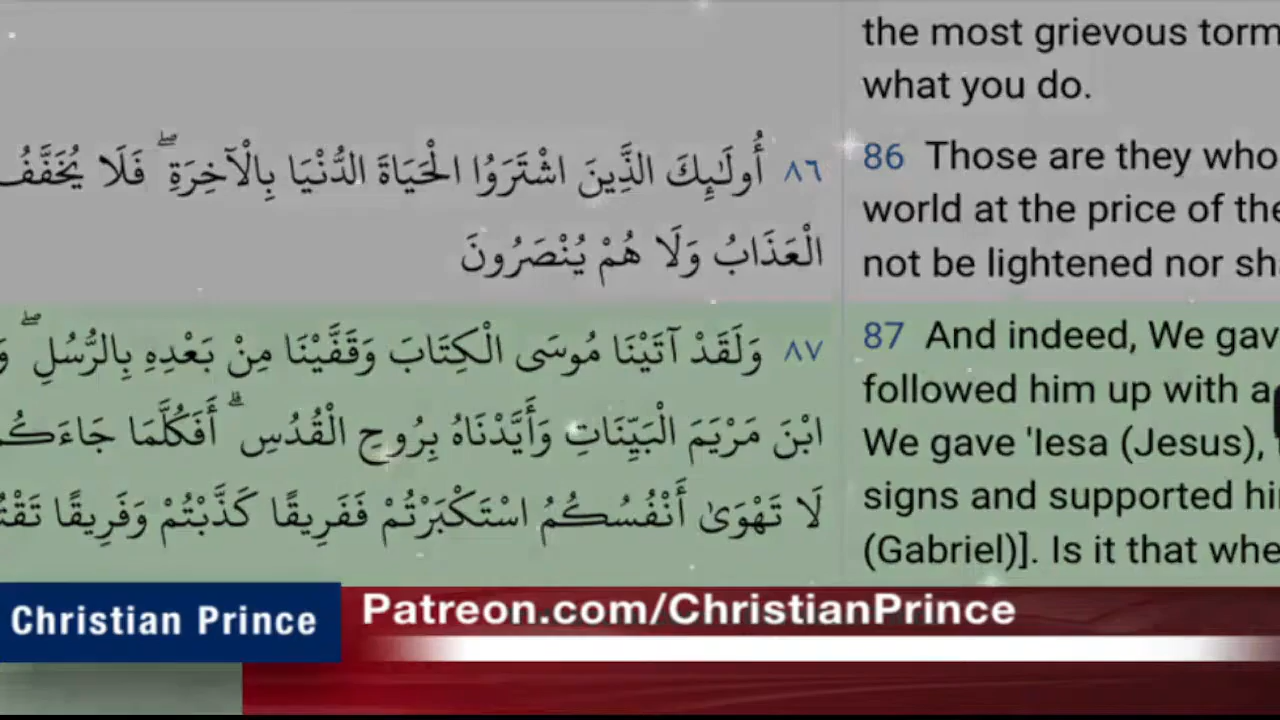 the most grievous torm
what you do.
٨٦ أُولَـٰئِكَ الَّذِينَ اشْتَرَوُا الْحَيَاةَ الدُّنْيَا بِالْآخِرَةِ ۖ فَلَا يُخَفَّفُ
الْعَذَابُ وَلَا هُمْ يُنْصَرُونَ
86 Those are they who
world at the price of the
not be lightened nor sha
٨٧ وَلَقَدْ آتَيْنَا مُوسَى الْكِتَابَ وَقَفَّيْنَا مِنْ بَعْدِهِ بِالرُّسُلِ ۖ وَ
ابْنَ مَرْيَمَ الْبَيِّنَاتِ وَأَيَّدْنَاهُ بِرُوحِ الْقُدُسِ ۗ أَفَكُلَّمَا جَاءَكُم
لَا تَهْوَىٰ أَنْفُسُكُمُ اسْتَكْبَرْتُمْ فَفَرِيقًا كَذَّبْتُمْ وَفَرِيقًا تَقْتُ
87 And indeed, We gav
followed him up with a
We gave 'Iesa (Jesus),
signs and supported hi
(Gabriel)]. Is it that whe
Christian Prince
Patreon.com/ChristianPrince